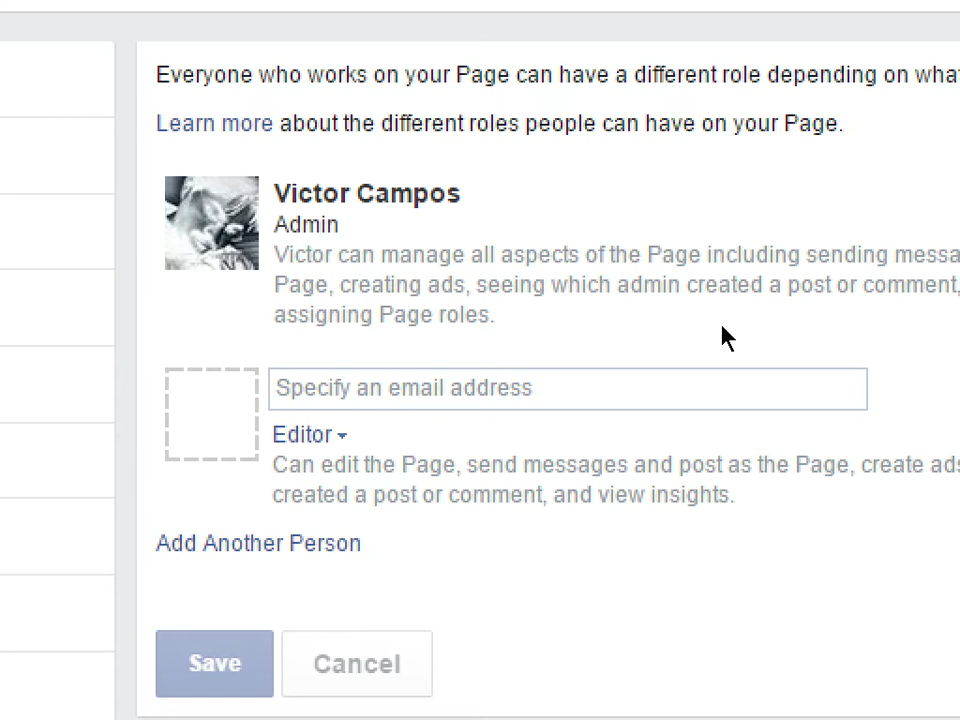 Everyone who works on your Page can have a different role depending on what
Learn more about the different roles people can have on your Page.
Victor Campos
Admin
Victor can manage all aspects of the Page including sending messa
Page, creating ads, seeing which admin created a post or comment,
assigning Page roles.
Specify an email address
Editor
Can edit the Page, send messages and post as the Page, create ads
created a post or comment, and view insights.
Add Another Person
Save Cancel